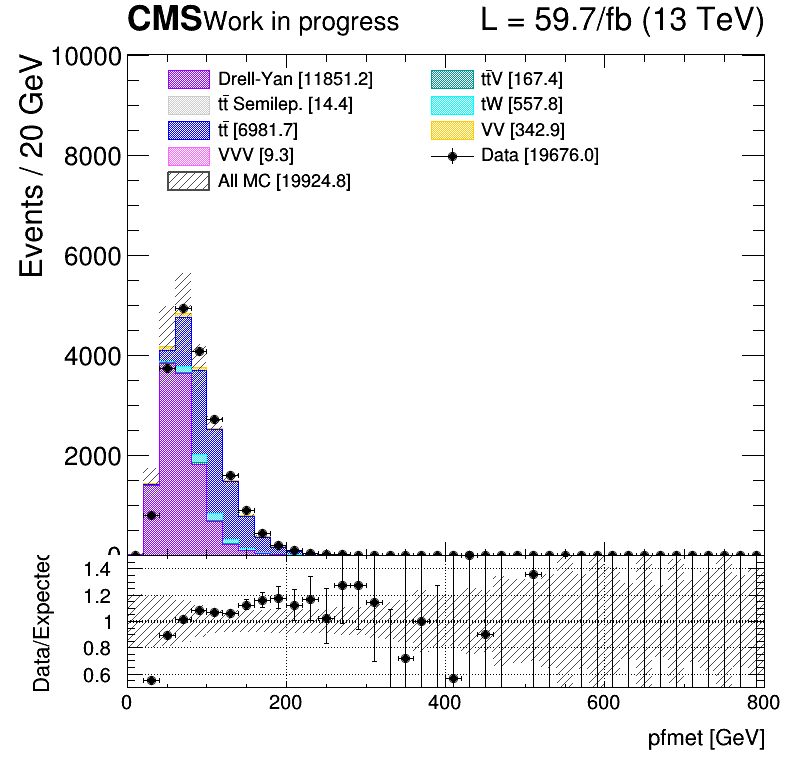 CMS Work in progress L = 59.7/fb (13 TeV)
Events / 20 GeV
10000
8000
6000
4000
2000
0
Drell-Yan [11851.2]
tt̄ Semilep. [14.4]
tt̄ [6981.7]
VVV [9.3]
All MC [19924.8]
tt̄V [167.4]
tW [557.8]
VV [342.9]
Data [19676.0]
Data/Expected
1.4
1.2
1
0.8
0.6
0 200 400 600 800
pfmet [GeV]